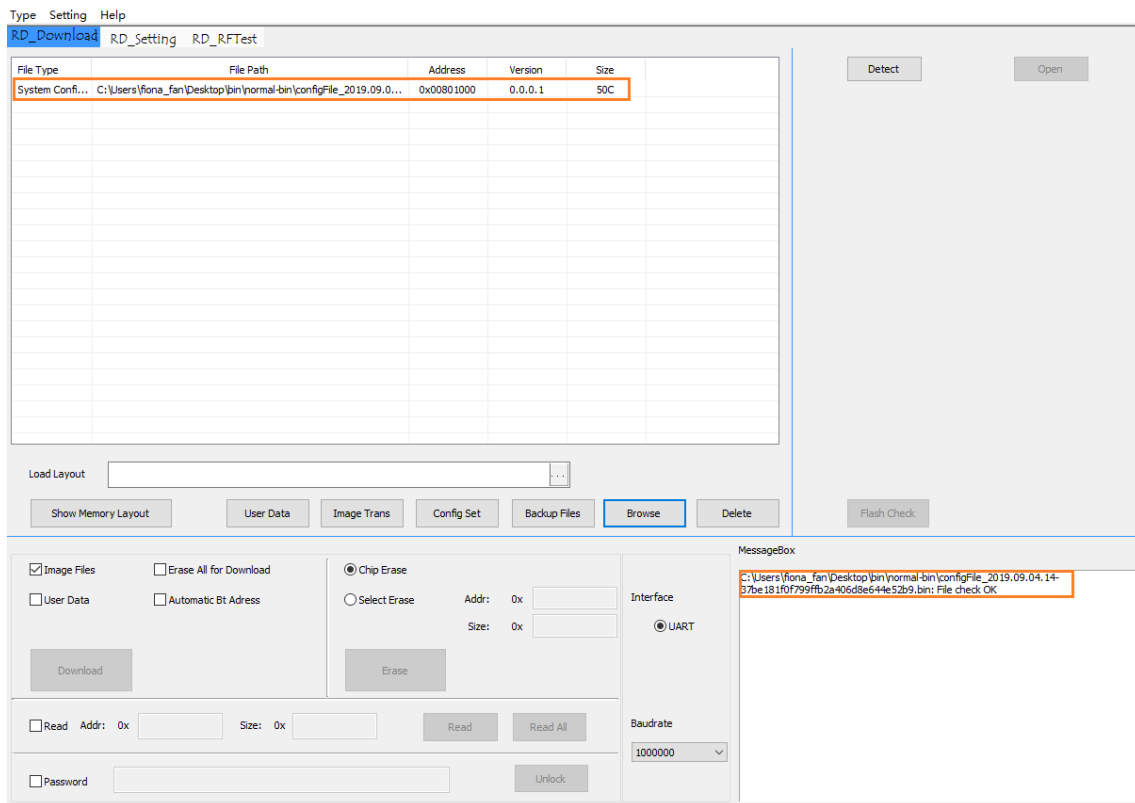 Type Setting Help
RD_Download RD_Setting RD_RFTest
File Type File Path Address Version Size
System Confi... C:\Users\fiona_fan\Desktop\bin\normal-bin\configFile_2019.09.0... 0x00801000 0.0.0.1 50C
Detect Open
Load Layout ...
Show Memory Layout User Data Image Trans Config Set Backup Files Browse Delete Flash Check
MessageBox
C:\Users\fiona_fan\Desktop\bin\normal-bin\configFile_2019.09.04.14-
37be181f0f799ffb2a406d8e644e52b9.bin: File check OK
Image Files Erase All for Download Chip Erase
User Data Automatic Bt Adress Select Erase Addr: 0x Interface
Size: 0x UART
Download Erase
Read Addr: 0x Size: 0x Read Read All Baudrate
1000000
Password Unlock